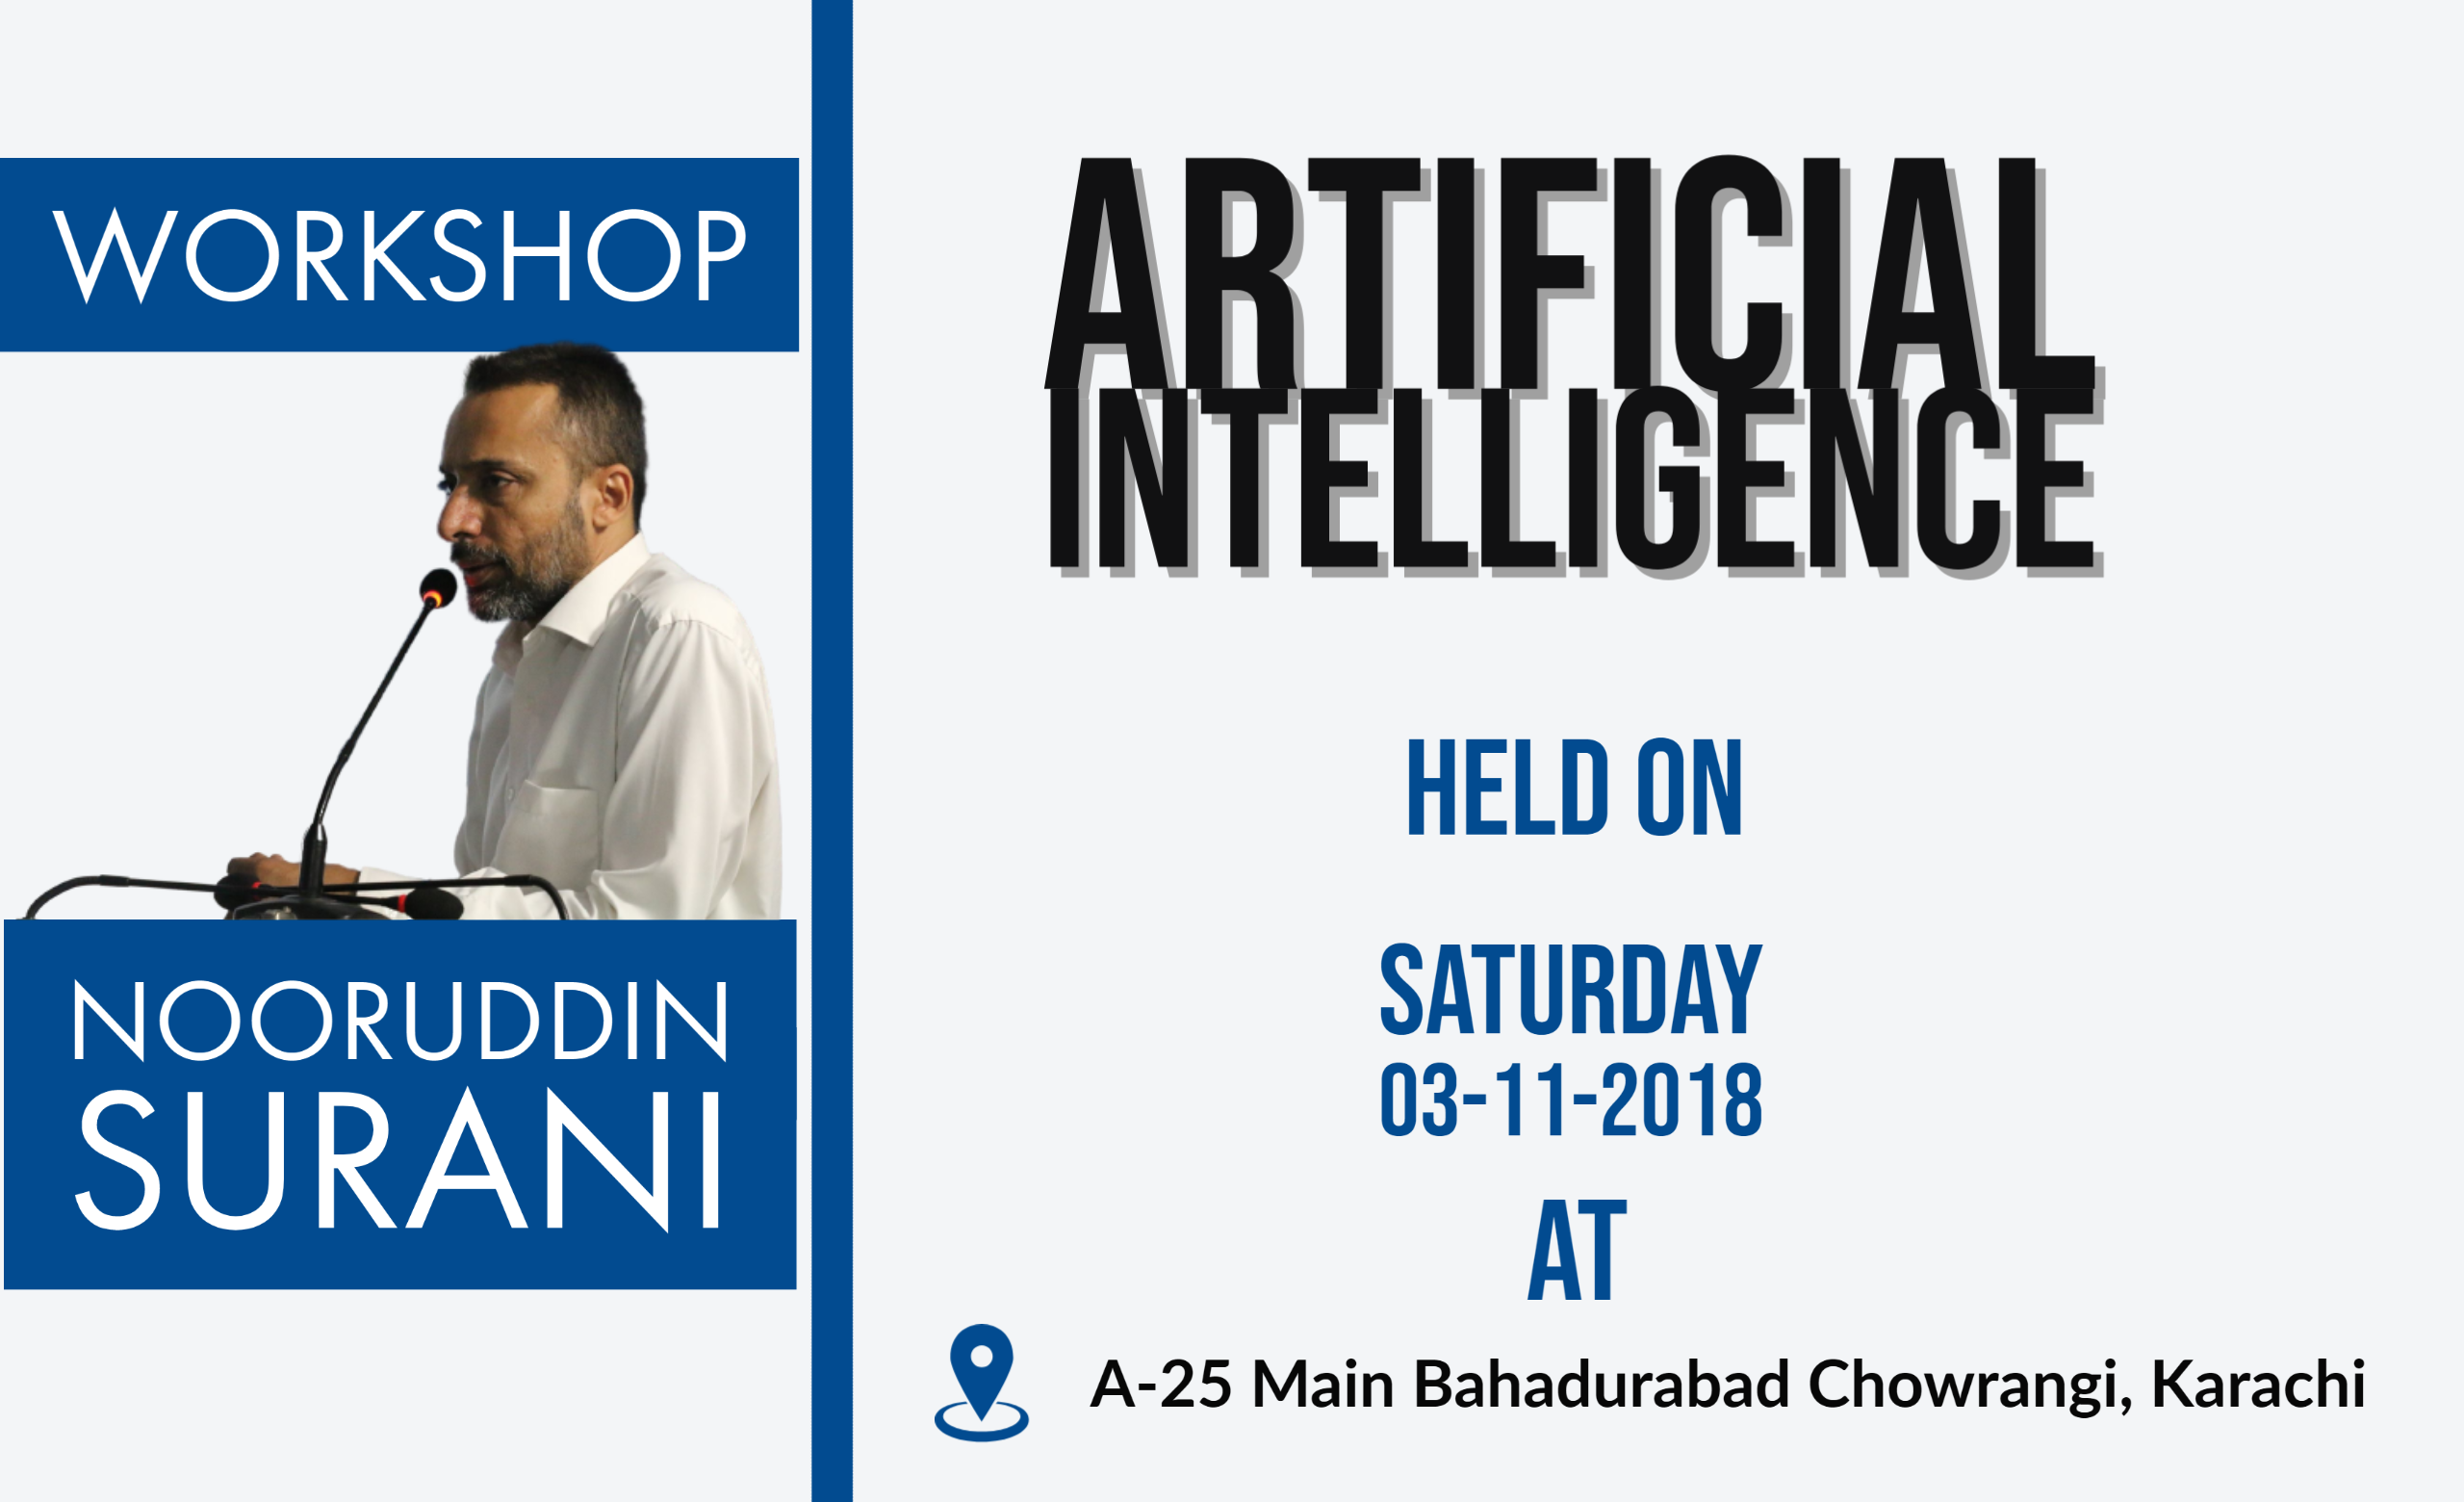 WORKSHOP
NOORUDDIN
SURANI
ARTIFICIAL
INTELLIGENCE
HELD ON
SATURDAY
03-11-2018
AT
A-25 Main Bahadurabad Chowrangi, Karachi